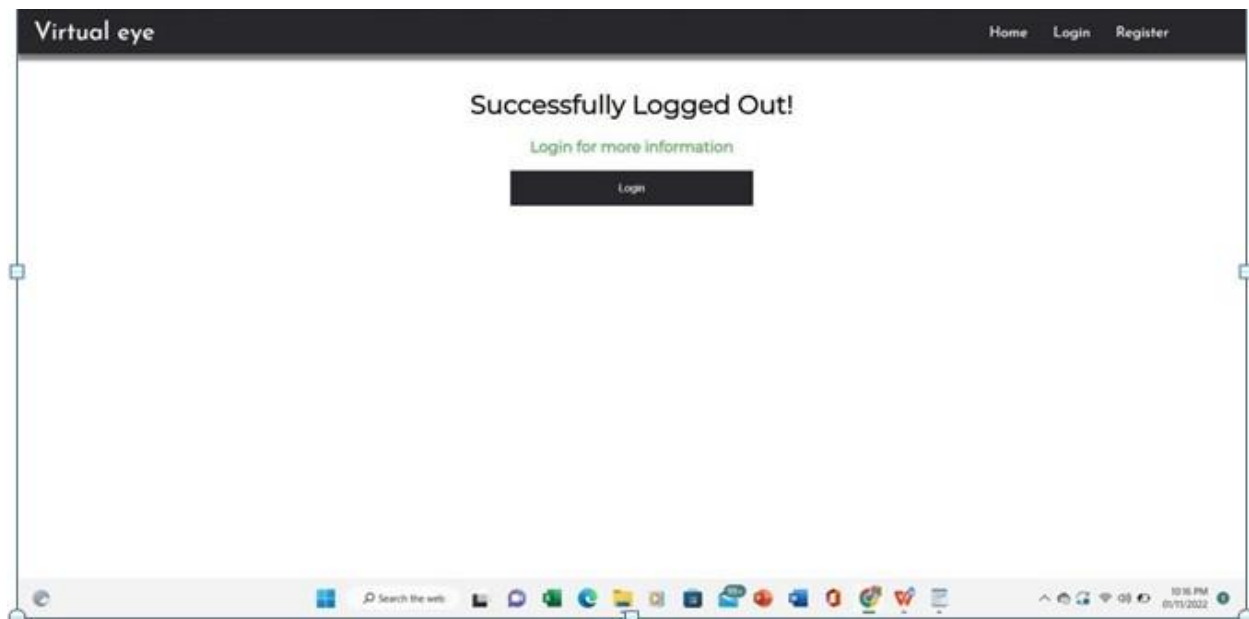 Virtual eye
Home Login Register
Successfully Logged Out!
Login for more information
Login
Search the web
10:16 PM
01/11/2022